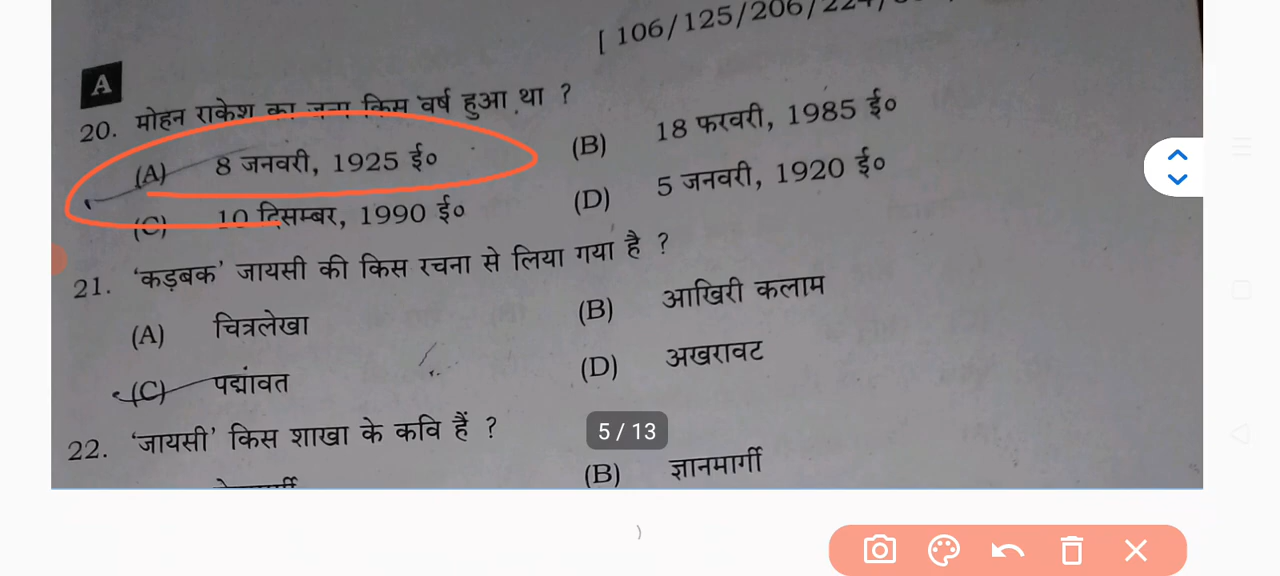 [ 106/125/206/224/
A
20. मोहन राकेश का जन्म किस वर्ष हुआ था ?
(A) 8 जनवरी, 1925 ई०
(B) 18 फरवरी, 1985 ई०
(C) 10 दिसम्बर, 1990 ई०
(D) 5 जनवरी, 1920 ई०
21. 'कड़बक' जायसी की किस रचना से लिया गया है ?
(A) चित्रलेखा
(B) आखिरी कलाम
(C) पद्मावत
(D) अखरावट
22. 'जायसी' किस शाखा के कवि हैं ?
(B) ज्ञानमार्गी
5 / 13